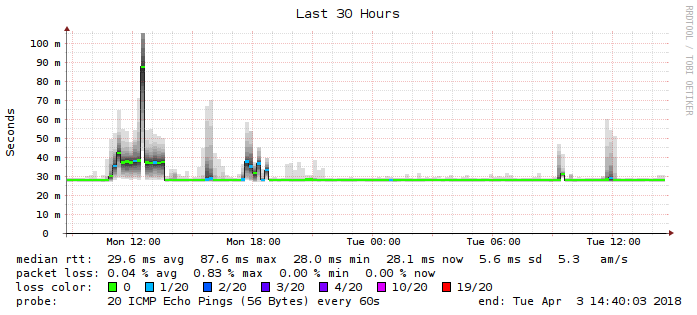 Last 30 Hours
RRDTOOL / TOBI OETIKER
Seconds
100 m
90 m
80 m
70 m
60 m
50 m
40 m
30 m
20 m
10 m
0
Mon 12:00 Mon 18:00 Tue 00:00 Tue 06:00 Tue 12:00
median rtt: 29.6 ms avg 87.6 ms max 28.0 ms min 28.1 ms now 5.6 ms sd 5.3 am/s
packet loss: 0.04 % avg 0.83 % max 0.00 % min 0.00 % now
loss color: 0 1/20 2/20 3/20 4/20 10/20 19/20
probe: 20 ICMP Echo Pings (56 Bytes) every 60s end: Tue Apr 3 14:40:03 2018